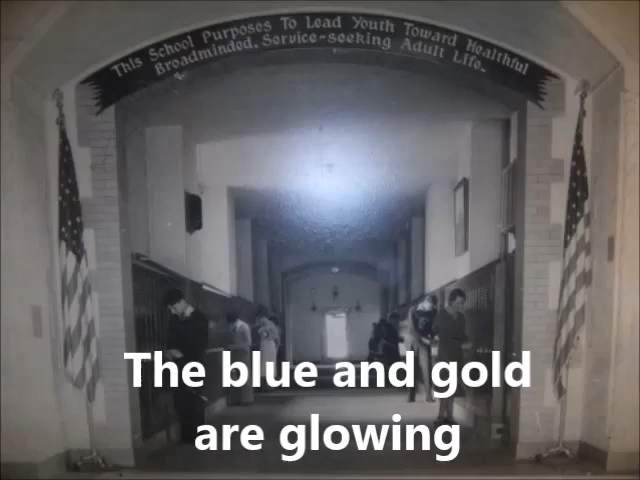 This School Purposes To Lead Youth Toward Healthful
Broadminded, Service-seeking Adult Life.
The blue and gold
are glowing